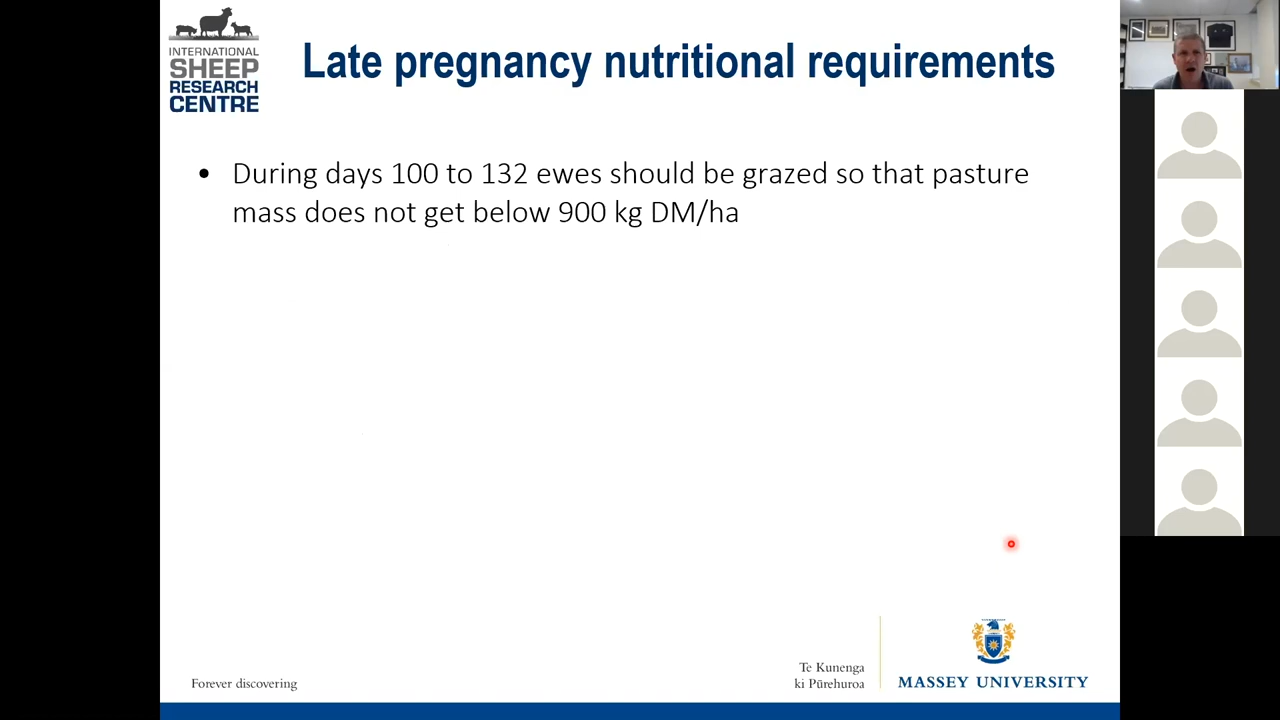 INTERNATIONAL
SHEEP
RESEARCH
CENTRE
Late pregnancy nutritional requirements
• During days 100 to 132 ewes should be grazed so that pasture
mass does not get below 900 kg DM/ha
Forever discovering
Te Kunenga
ki Pūrehuroa
MASSEY UNIVERSITY